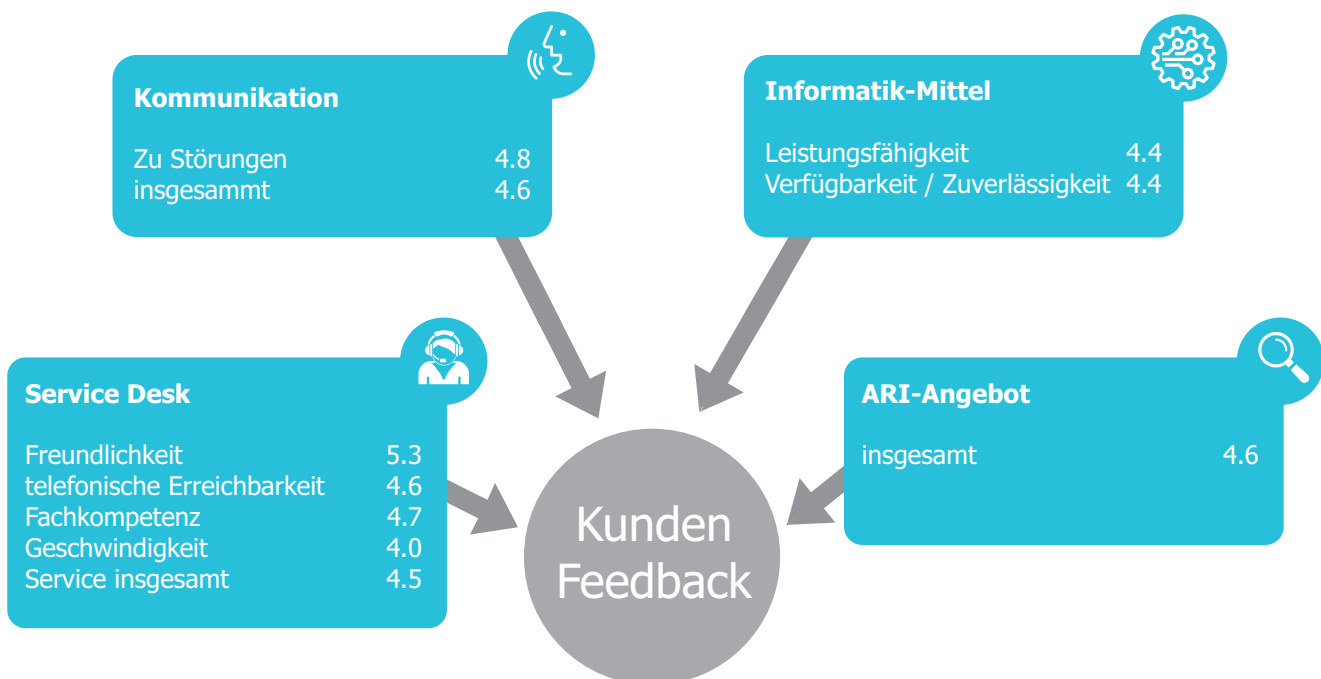 Kommunikation
Zu Störungen 4.8
insgesammt 4.6
Informatik-Mittel
Leistungsfähigkeit 4.4
Verfügbarkeit / Zuverlässigkeit 4.4
Service Desk
Freundlichkeit 5.3
telefonische Erreichbarkeit 4.6
Fachkompetenz 4.7
Geschwindigkeit 4.0
Service insgesamt 4.5
ARI-Angebot
insgesamt 4.6
Kunden
Feedback